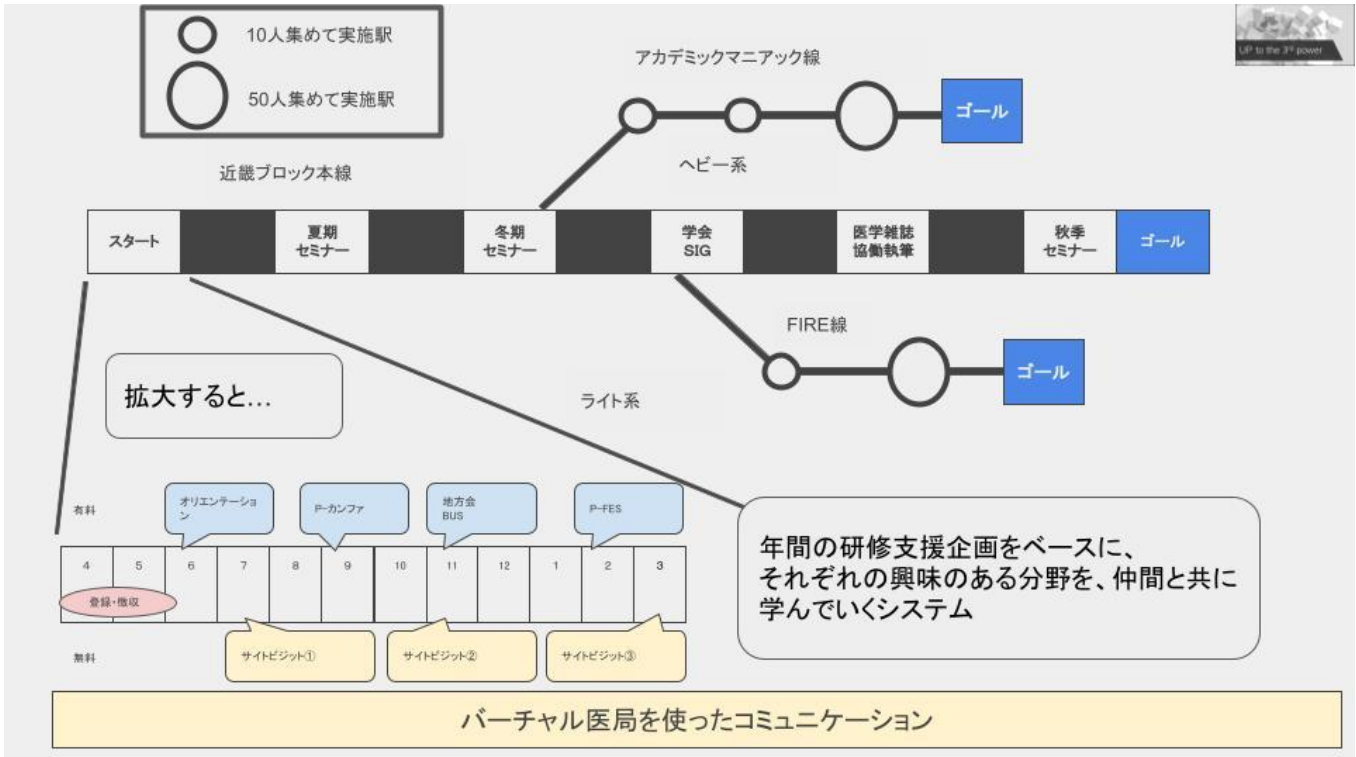 10人集めて実施駅
50人集めて実施駅
UP to the 3rd power
アカデミックマニアック線
ゴール
ヘビー系
近畿ブロック本線
スタート
夏期
セミナー
冬期
セミナー
学会
SIG
医学雑誌
協働執筆
秋季
セミナー
ゴール
FIRE線
ゴール
ライト系
拡大すると...
有料
オリエンテーショ
ン
P-カンファ
地方会
BUS
P-FES
4 5 6 7 8 9 10 11 12 1 2 3
登録・徴収
無料
サイトビジット①
サイトビジット②
サイトビジット③
年間の研修支援企画をベースに、
それぞれの興味のある分野を、仲間と共に
学んでいくシステム
バーチャル医局を使ったコミュニケーション